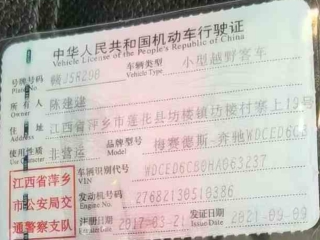 中华人民共和国机动车行驶证
Vehicle License of the People's Republic of China
号牌号码 赣J5R288 车辆类型 小型越野客车
Plate No. Vehicle Type
所有人 陈建建
Owner
住址 江西省萍乡市莲花县坊楼镇坊楼村塞上19号
使用性质 非营运 品牌型号 梅赛德斯-奔驰WDCED6CB
车辆识别代号 WDCED6CB8HA063237
VIN
江西省萍乡
市公安局交
通警察支队
发动机号码 27682130510386
Engine No.
注册日期 2017-03-21 发证日期 2021-09-09